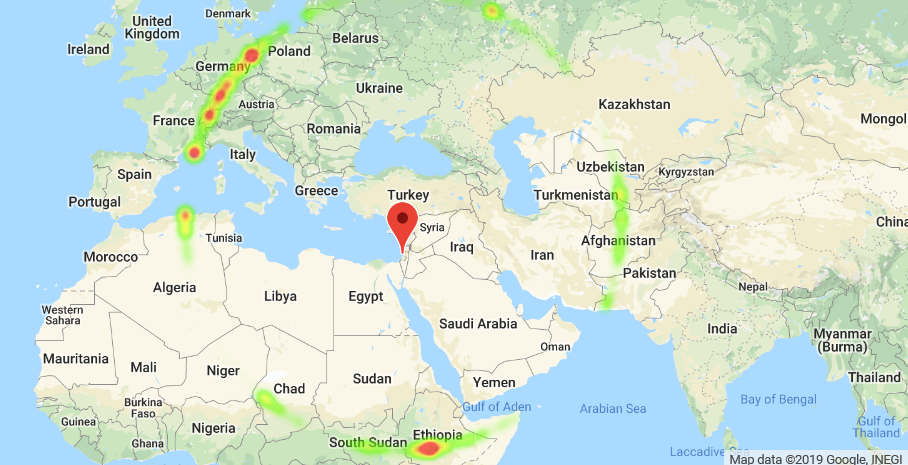 Denmark
United
Kingdom
Ireland
Belarus
Poland
Germany
Ukraine
Austria
France
Kazakhstan
Romania
Mongol
Italy
Spain
Uzbekistan
Kyrgyzstan
Greece
Turkey
Turkmenistan
Portugal
Syria
China
Tunisia
Iraq
Afghanistan
Iran
Morocco
Pakistan
Algeria
Nepal
Libya
Egypt
Western
Sahara
Saudi Arabia
India
Myanmar
(Burma)
Oman
Mauritania
Mali
Niger
Chad
Sudan
Thailand
Yemen
Burkina
Faso
Gulf of Aden
Arabian Sea
Bay of Bengal
Guinea
Nigeria
Gulf of
Thailand
Ghana
South Sudan
Ethiopia
Laccadive
Map data ©2019 Google, INEGI